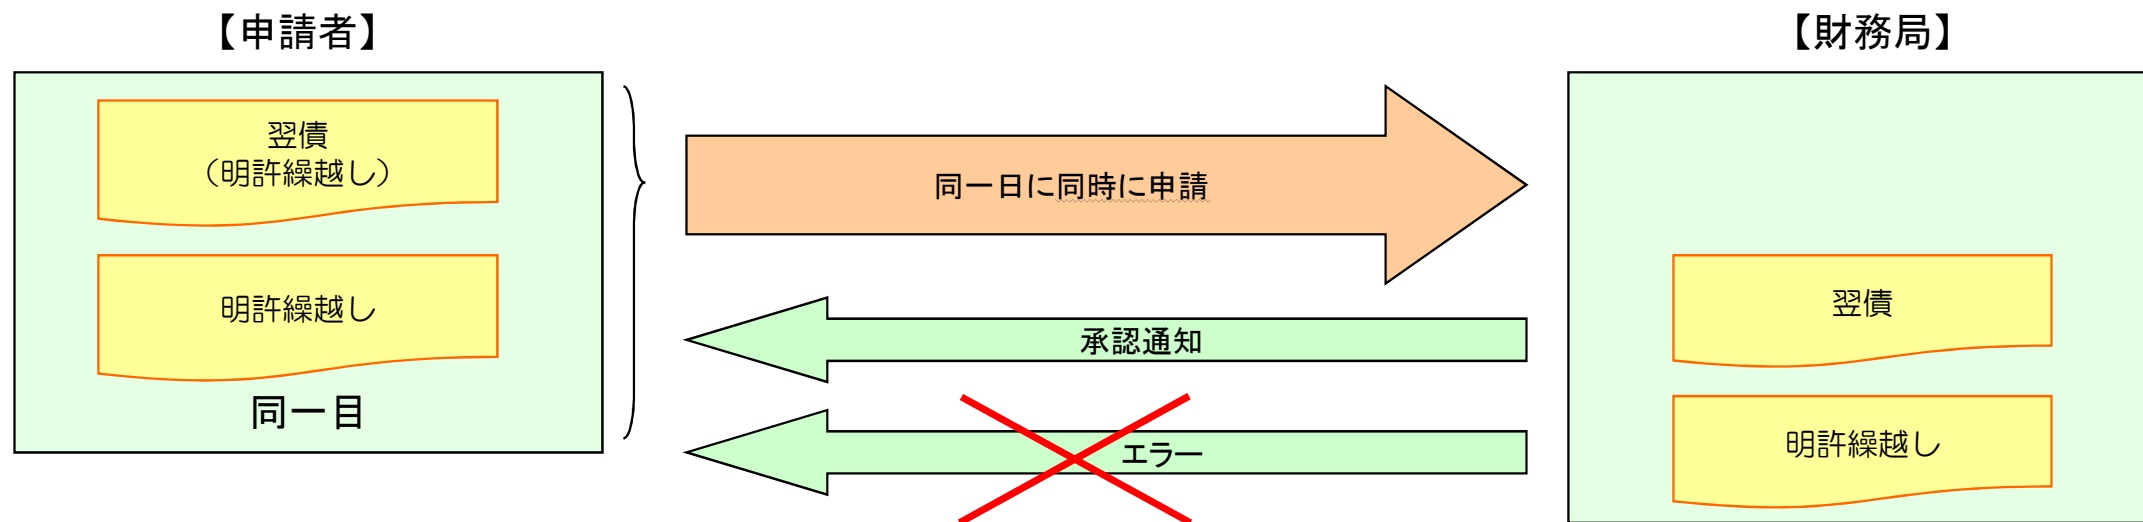 【申請者】
翌債
（明許繰越し）
明許繰越し
同一目
同一日に同時に申請
承認通知
エラー
【財務局】
翌債
明許繰越し